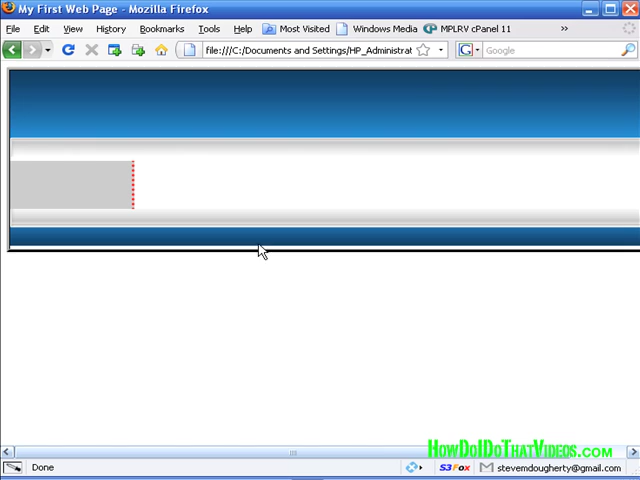 My First Web Page - Mozilla Firefox
File Edit View History Bookmarks Tools Help Most Visited Windows Media MPLRV cPanel 11 »
file:///C:/Documents and Settings/HP_Administrat G Google
HowDoIDoThatVideos.com
Done S3Fox stevemdougherty@gmail.com